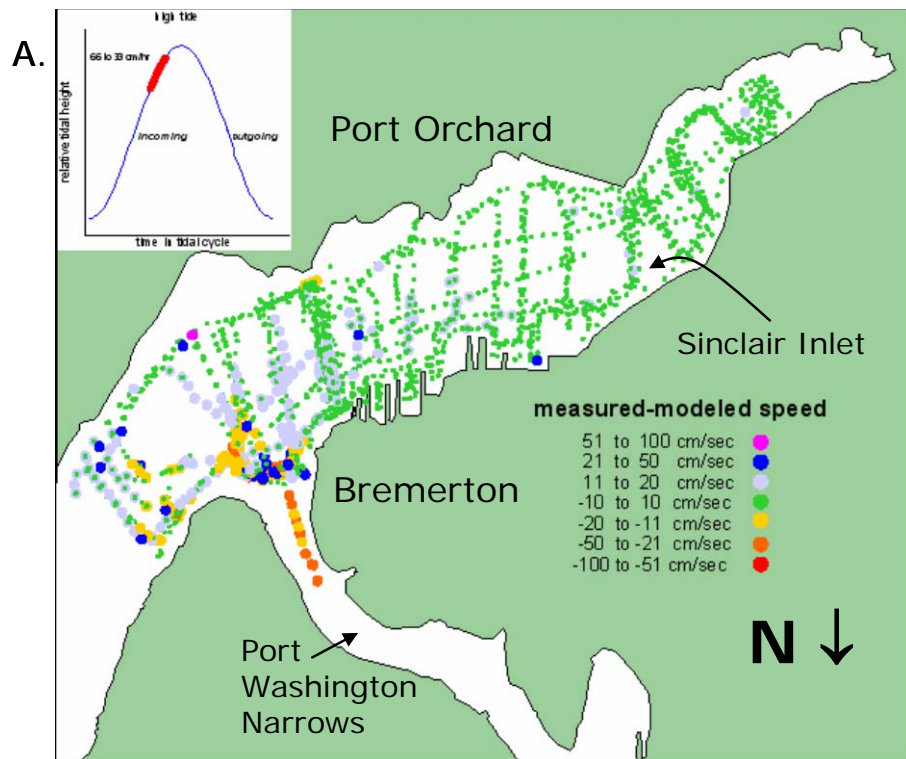 A.
high tide
66 to 33 cm/hr
incoming
outgoing
relative tidal height
time in tidal cycle
Port Orchard
Sinclair Inlet
measured-modeled speed
51 to 100 cm/sec
21 to 50 cm/sec
11 to 20 cm/sec
-10 to 10 cm/sec
-20 to -11 cm/sec
-50 to -21 cm/sec
-100 to -51 cm/sec
Bremerton
N ↓
Port
Washington
Narrows